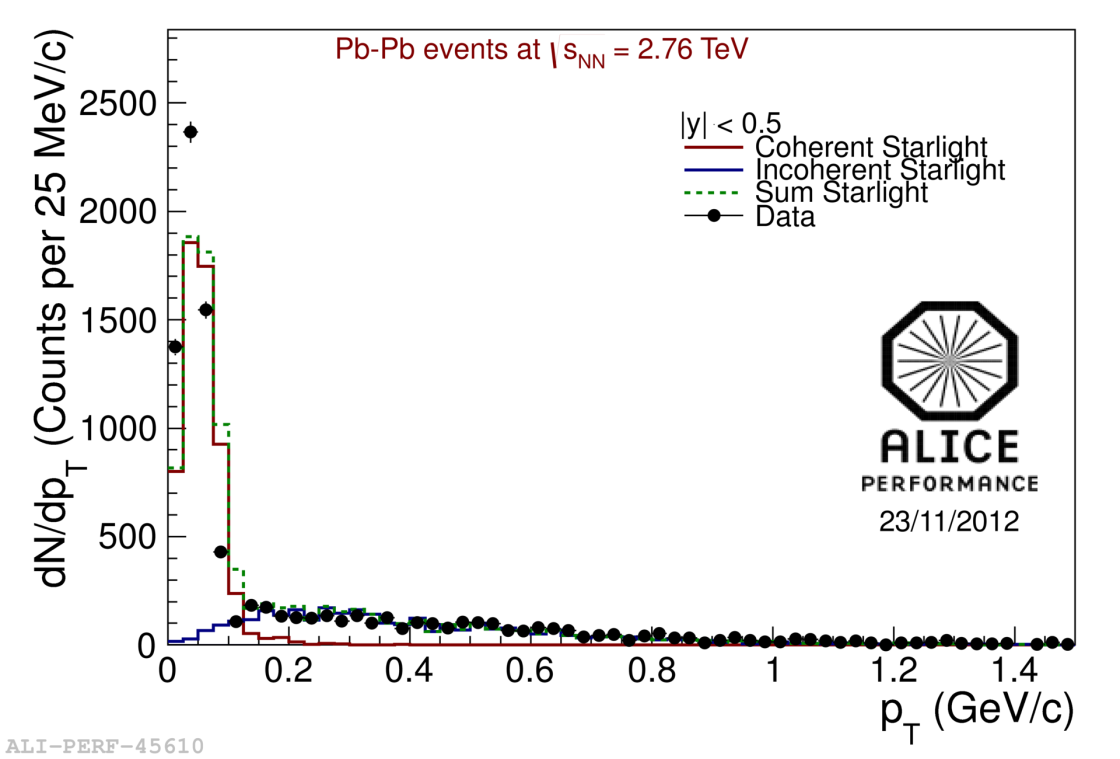 Pb-Pb events at √sNN = 2.76 TeV
|y| < 0.5
Coherent Starlight
Incoherent Starlight
Sum Starlight
Data
dN/dpT (Counts per 25 MeV/c)
2500
2000
1500
1000
500
0
0 0.2 0.4 0.6 0.8 1 1.2 1.4
pT (GeV/c)
ALICE
PERFORMANCE
23/11/2012
ALI-PERF-45610